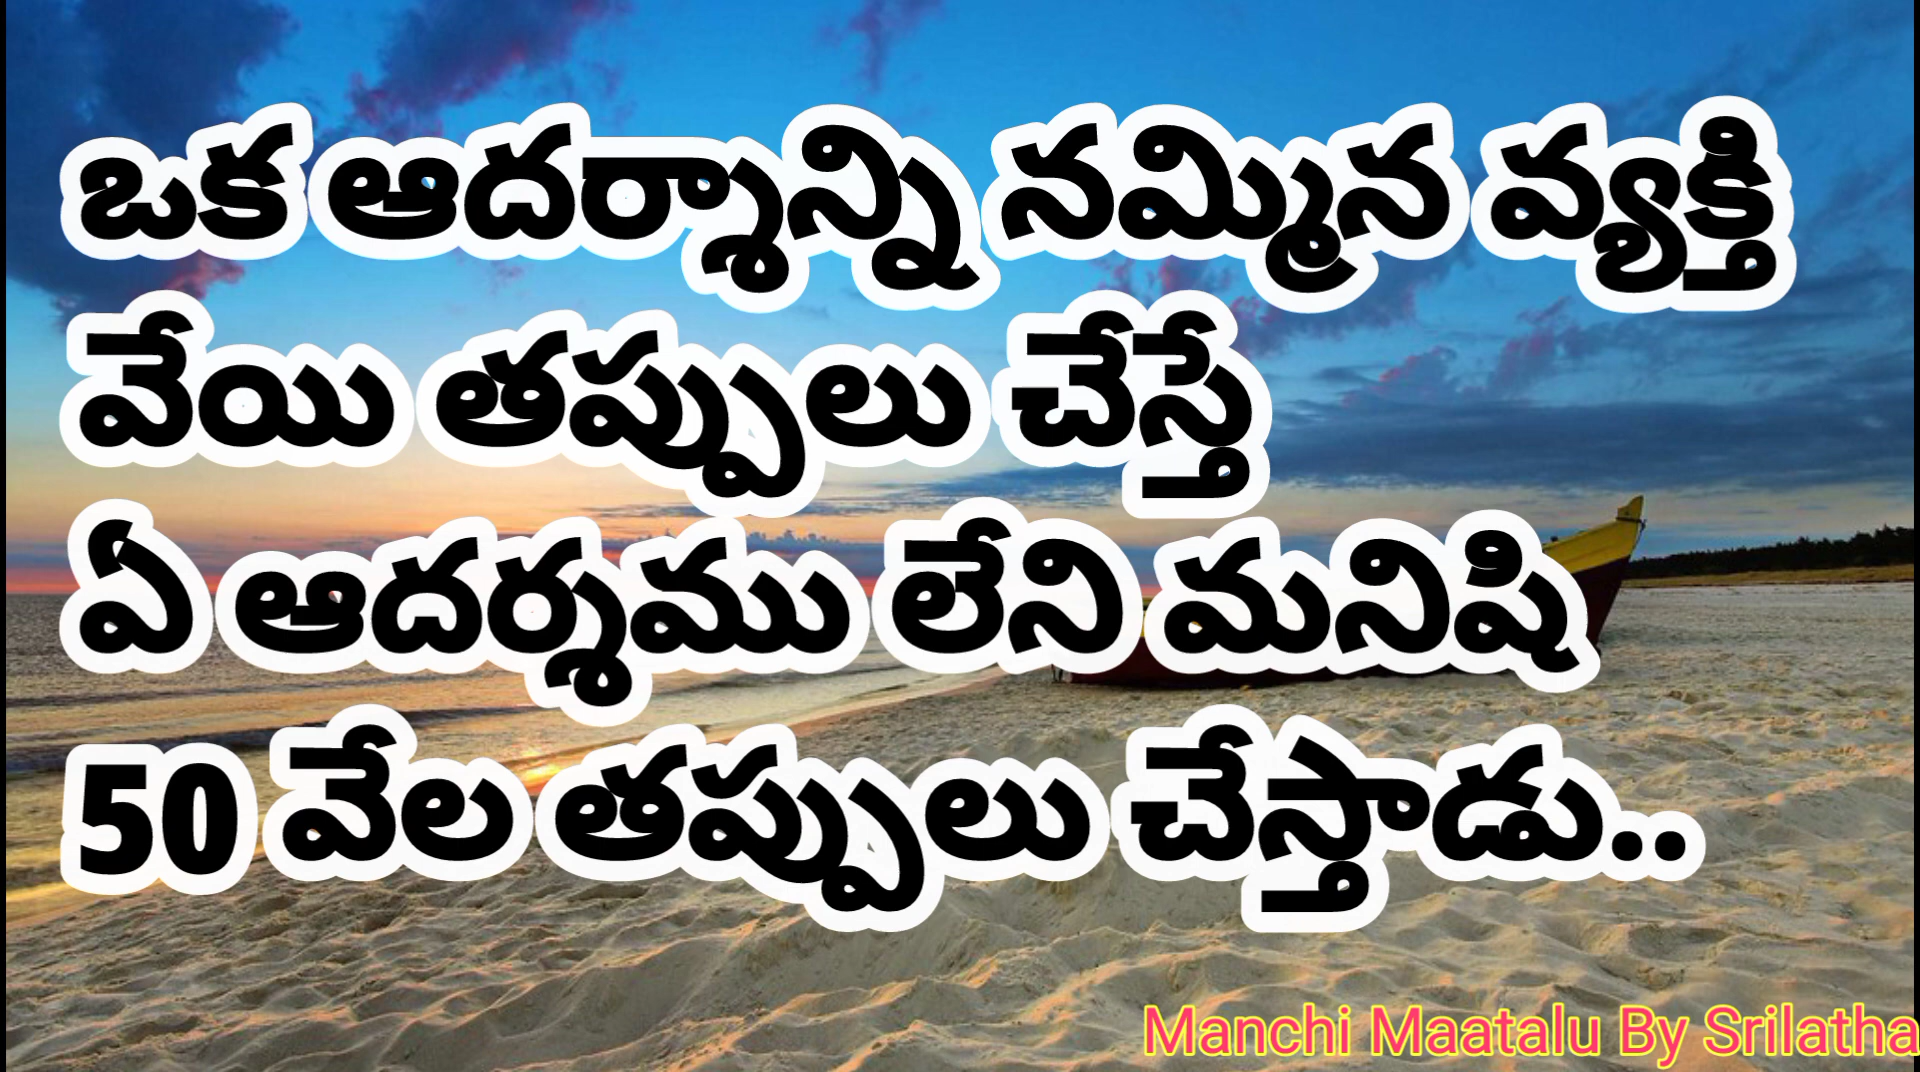 ఒక ఆదర్శాన్ని నమ్మిన వ్యక్తి
వేయి తప్పులు చేస్తే
ఏ ఆదర్శము లేని మనిషి
50 వేల తప్పులు చేస్తాడు..
Manchi Maatalu By Srilatha